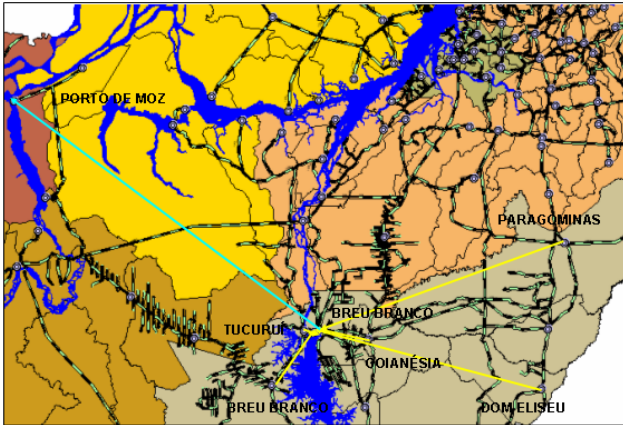 PORTO DE MOZ
PARAGOMINAS
BREU BRANCO
TUCURUÍ
GOIANÉSIA
BREU BRANCO
DOM ELISEU